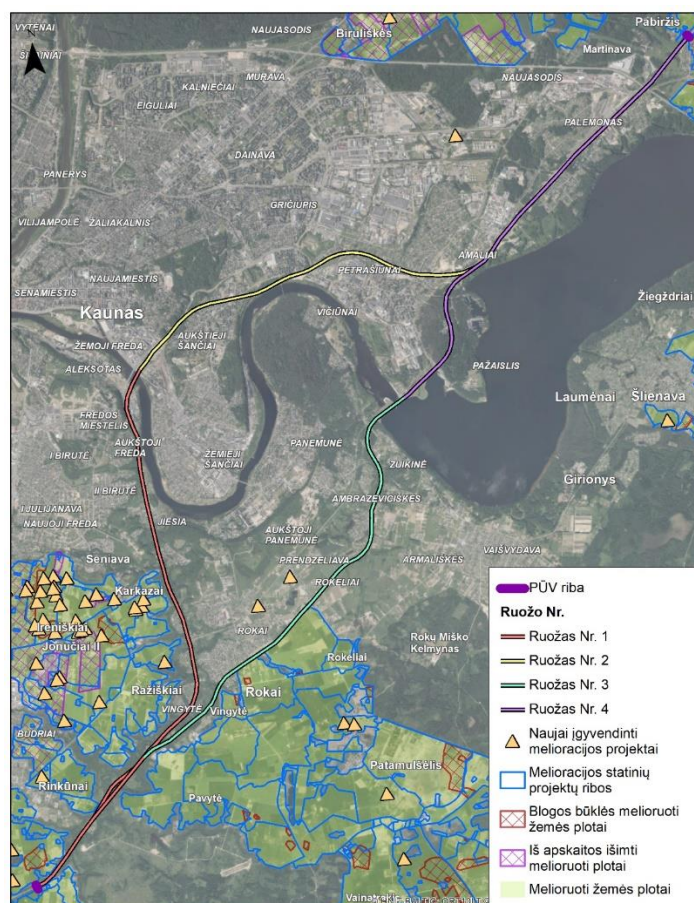 VYTĖNAI
NAUJASODIS
Biruliškės
Pabiržis
Martinava
MURAVA
NAUJASODIS
KALNIEČIAI
EIGULIAI
PALEMONAS
DAINAVA
PANERYS
GRIČIUPIS
VILIJAMPOLĖ
ŽALIAKALNIS
AMALIAI
PETRAŠIŪNAI
NAUJAMIESTIS
SENAMIESTIS
Žiegždriai
Kaunas
VIČIŪNAI
AUKŠTIEJI
ŠANČIAI
ŽEMOJI FREDA
PAŽAISLIS
ALEKSOTAS
Laumėnai
Šlienava
FREDOS
MIESTELIS
AUKŠTOJI
FREDA
ŽEMIEJI
ŠANČIAI
PANEMUNĖ
I BIRUTĖ
ZUIKINĖ
Girionys
II BIRUTĖ
AMBRAZEVIČIŠKĖS
I JULIJANAVA
NAUJOJI FREDA
JIESIA
AUKŠTOJI
PANEMUNĖ
VAIŠVYDAVA
Seniava
PRENDZELIAVA
ARMALIŠKĖS
ROKELIAI
Karkazai
Ireniškiai
ROKAI
Rokų Miško
Kelmynas
Jonučiai II
Rokeliai
Ražiškiai
Rokai
VINGYTĖ
Vingytė
BUDRIAI
Patamulšėlis
Rinkūnai
Pavytė
Vainatrakis
PŪV riba
Ruožo Nr.
Ruožas Nr. 1
Ruožas Nr. 2
Ruožas Nr. 3
Ruožas Nr. 4
Naujai įgyvendinti
melioracijos projektai
Melioracijos statinių
projektų ribos
Blogos būklės melioruoti
žemės plotai
Iš apskaitos išimti
melioruoti plotai
Melioruoti žemės plotai